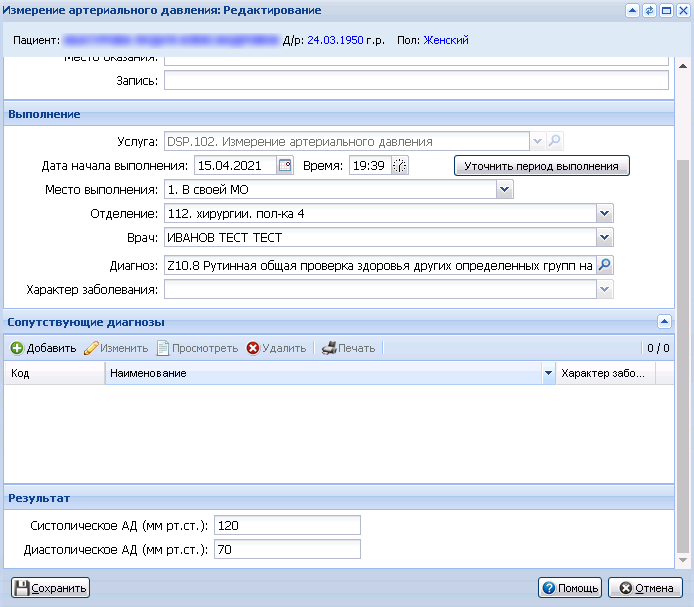 Измерение артериального давления: Редактирование
Пациент: Д/р: 24.03.1950 г.р. Пол: Женский
Место оказания:
Запись:
Выполнение
Услуга: DSP.102. Измерение артериального давления
Дата начала выполнения: 15.04.2021 Время: 19:39 Уточнить период выполнения
Место выполнения: 1. В своей МО
Отделение: 112. хирургии. пол-ка 4
Врач: ИВАНОВ ТЕСТ ТЕСТ
Диагноз: Z10.8 Рутинная общая проверка здоровья других определенных групп на
Характер заболевания:
Сопутствующие диагнозы
Добавить Изменить Просмотреть Удалить Печать 0 / 0
Код Наименование Характер забо...
Результат
Систолическое АД (мм рт.ст.): 120
Диастолическое АД (мм рт.ст.): 70
Сохранить Помощь Отмена